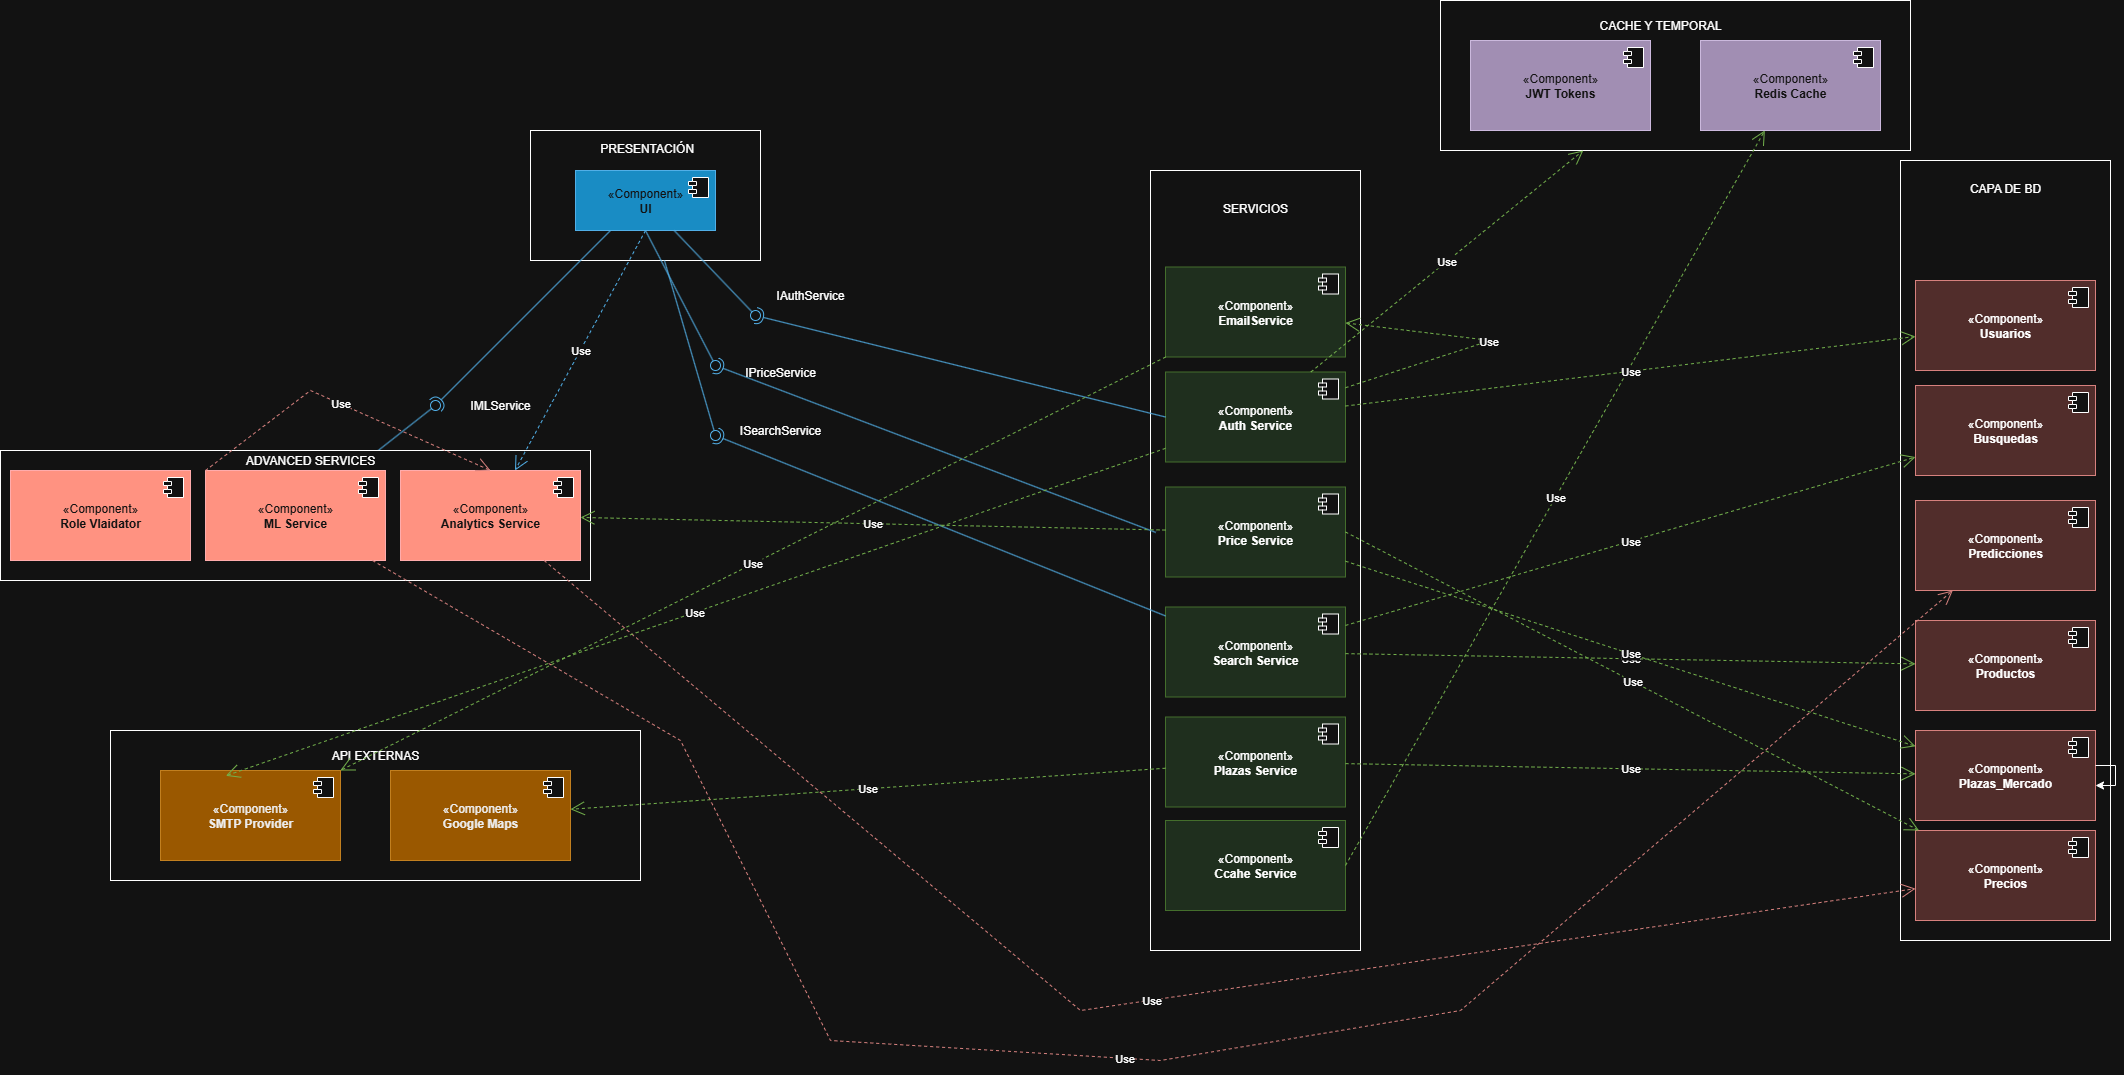 CACHE Y TEMPORAL
«Component»
JWT Tokens
«Component»
Redis Cache
PRESENTACIÓN
«Component»
UI
SERVICIOS
CAPA DE BD
Use
IAuthService
«Component»
EmailService
«Component»
Usuarios
Use
Use
Use
IPriceService
IMLService
Use
ISearchService
«Component»
Auth Service
«Component»
Busquedas
ADVANCED SERVICES
«Component»
Role Vlaidator
«Component»
ML Service
«Component»
Analytics Service
Use
Use
«Component»
Price Service
Use
«Component»
Predicciones
Use
Use
«Component»
Search Service
Use
Use
Use
«Component»
Productos
API EXTERNAS
«Component»
SMTP Provider
«Component»
Google Maps
Use
«Component»
Plazas Service
Use
«Component»
Plazas_Mercado
«Component»
Ccahe Service
«Component»
Precios
Use
Use